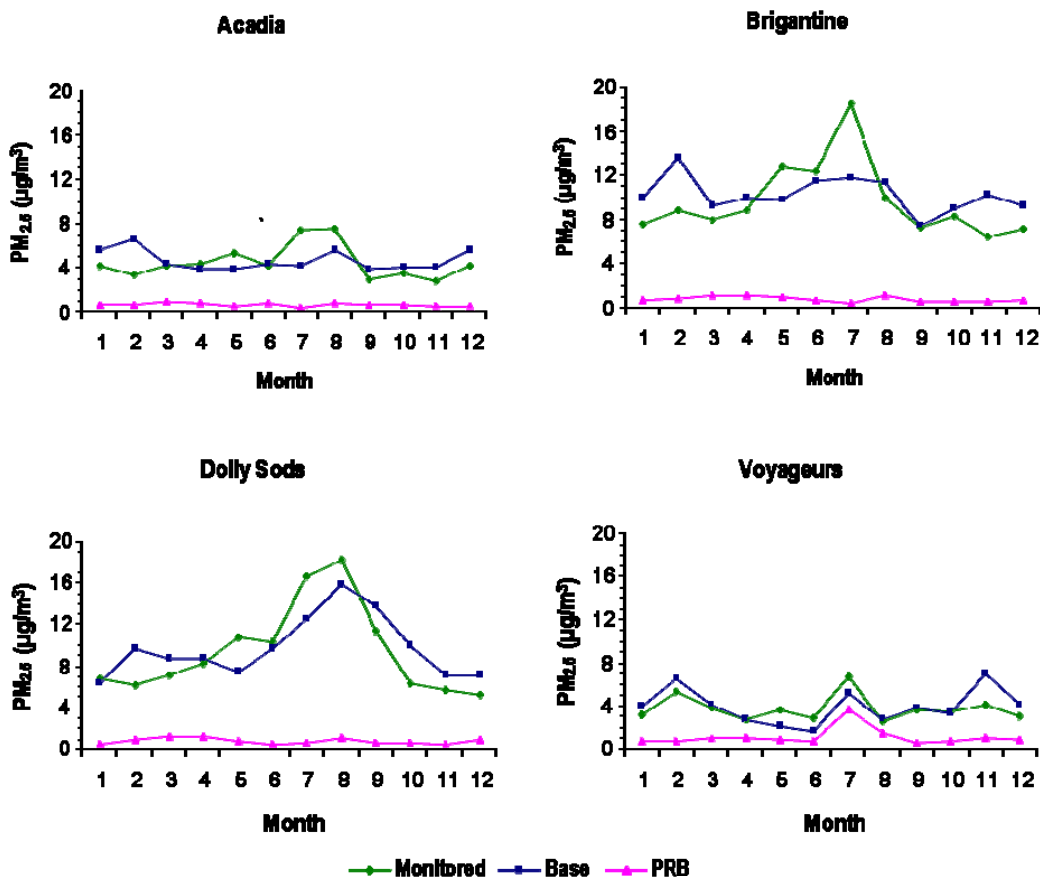 Acadia
PM2.5 (µg/m³)
20
16
12
8
4
0
1 2 3 4 5 6 7 8 9 10 11 12
Month
Brigantine
PM2.5 (µg/m³)
20
16
12
8
4
0
1 2 3 4 5 6 7 8 9 10 11 12
Month
Dolly Sods
PM2.5 (µg/m³)
20
16
12
8
4
0
1 2 3 4 5 6 7 8 9 10 11 12
Month
Voyageurs
PM2.5 (µg/m³)
20
16
12
8
4
0
1 2 3 4 5 6 7 8 9 10 11 12
Month
Monitored Base PRB